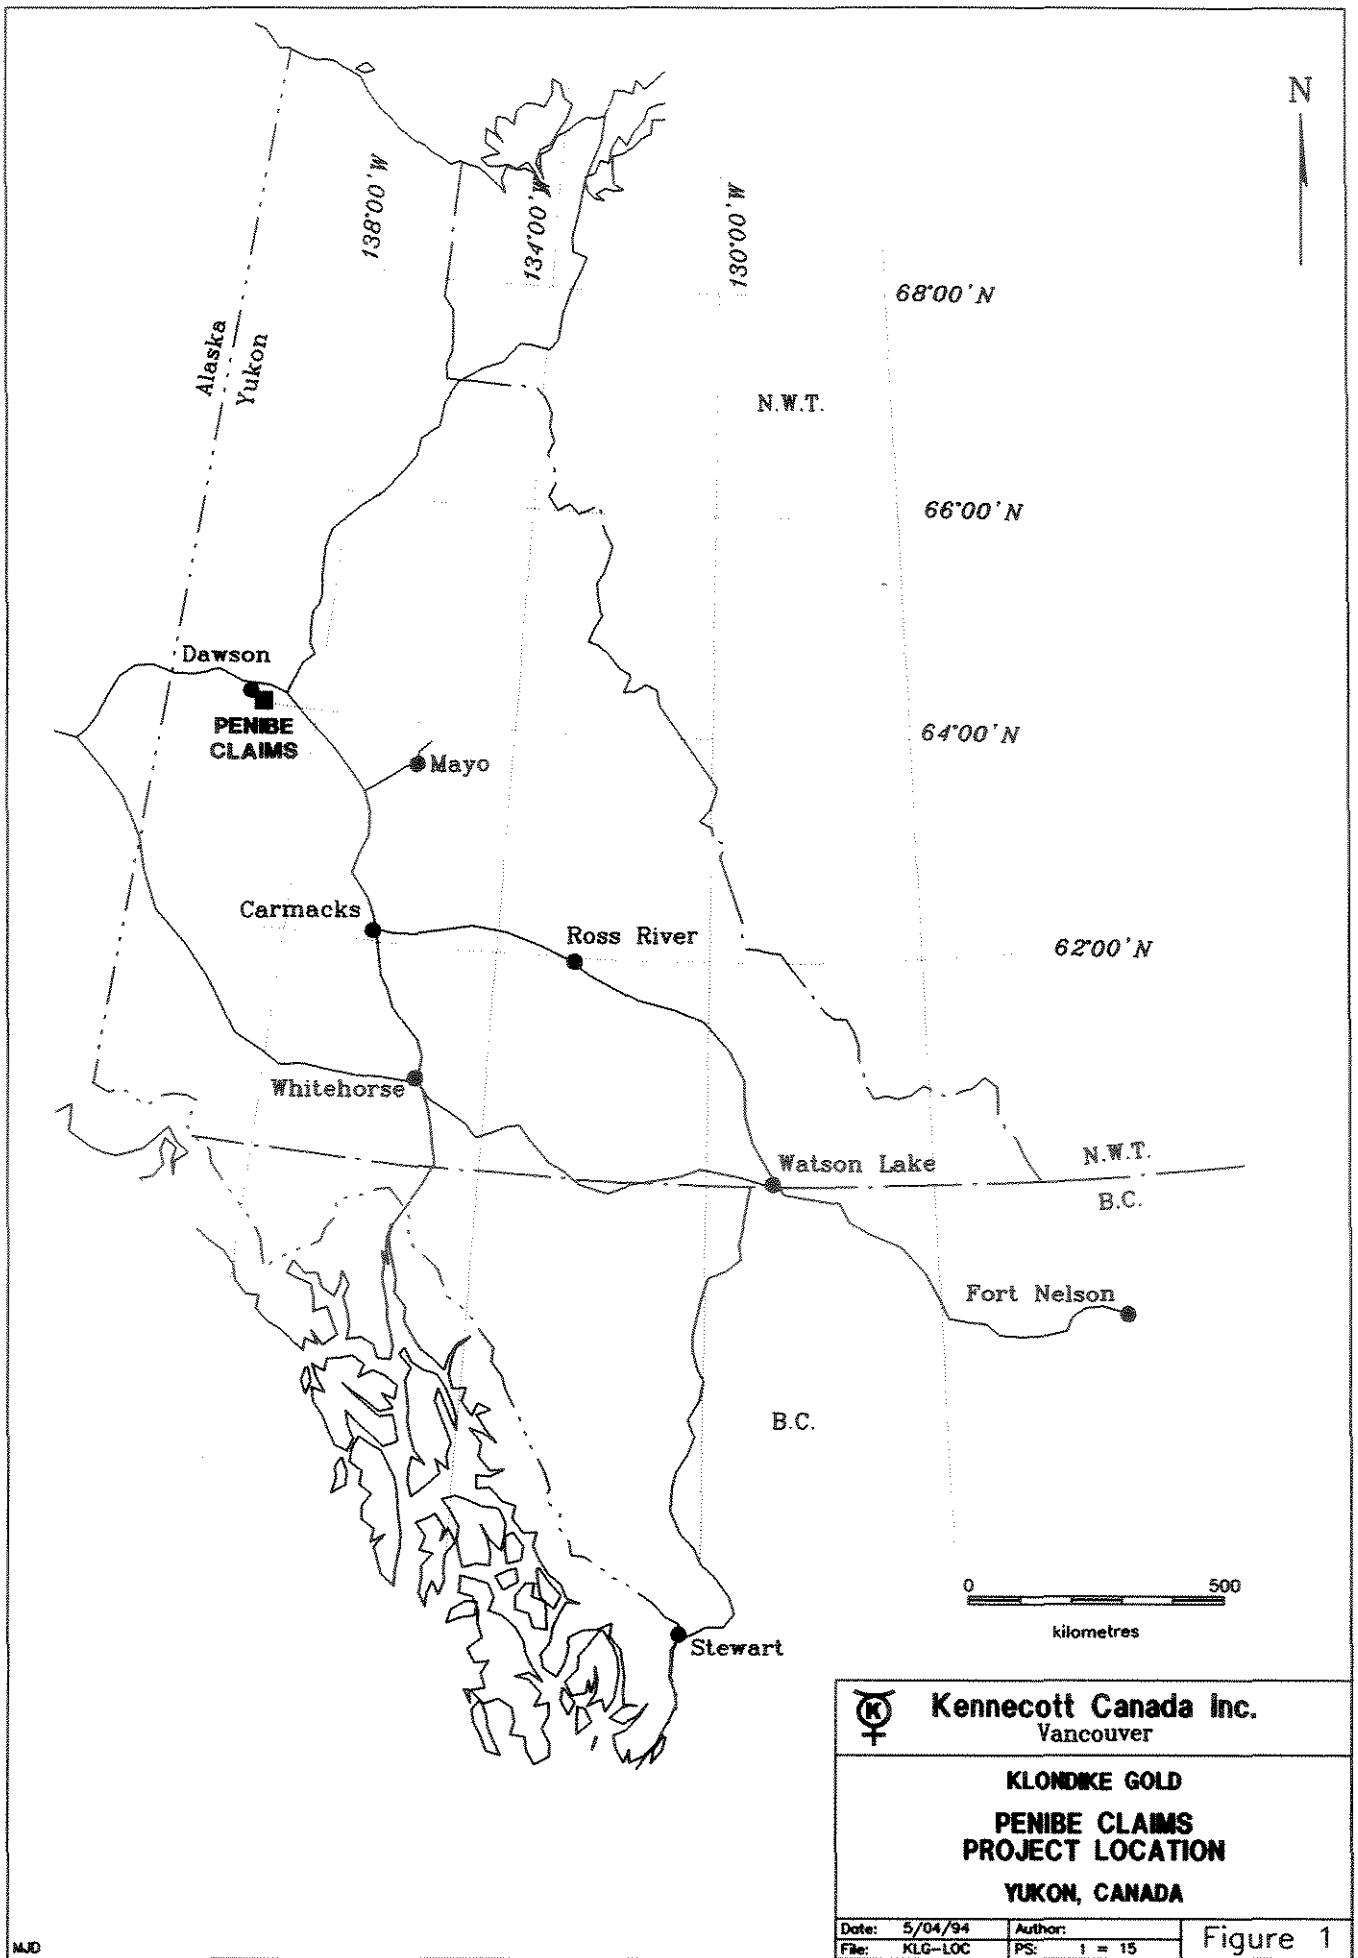 N
138°00'W
134°00'W
130°00'W
68°00'N
Alaska
Yukon
N.W.T.
66°00'N
Dawson
PENIBE
CLAIMS
64°00'N
Mayo
Carmacks
Ross River
62°00'N
Whitehorse
Watson Lake
N.W.T.
B.C.
Fort Nelson
B.C.
0 500
kilometres
Stewart
K
Kennecott Canada Inc.
Vancouver
KLONDIKE GOLD
PENIBE CLAIMS
PROJECT LOCATION
YUKON, CANADA
Date: 5/04/94 Author:
File: KLG-LOC PS: 1 = 15
Figure 1
MJD